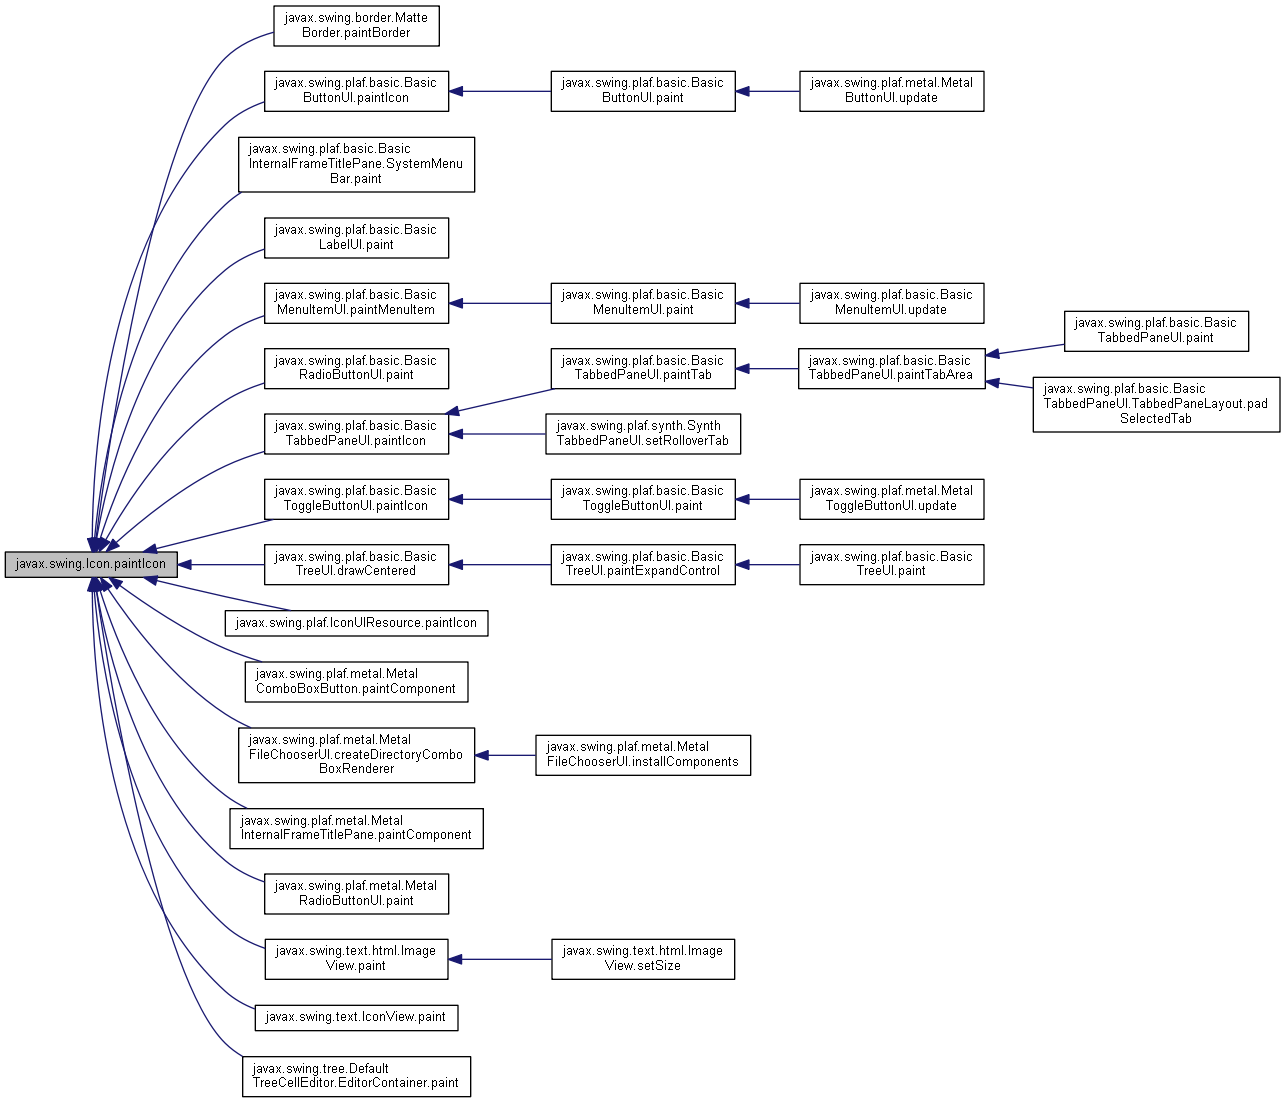 javax.swing.border.Matte
Border.paintBorder
javax.swing.plaf.basic.Basic
ButtonUI.paintIcon
javax.swing.plaf.basic.Basic
ButtonUI.paint
javax.swing.plaf.metal.Metal
ButtonUI.update
javax.swing.plaf.basic.Basic
InternalFrameTitlePane.SystemMenu
Bar.paint
javax.swing.plaf.basic.Basic
LabelUI.paint
javax.swing.plaf.basic.Basic
MenuItemUI.paintMenuItem
javax.swing.plaf.basic.Basic
MenuItemUI.paint
javax.swing.plaf.basic.Basic
MenuItemUI.update
javax.swing.plaf.basic.Basic
RadioButtonUI.paint
javax.swing.plaf.basic.Basic
TabbedPaneUI.paintTab
javax.swing.plaf.basic.Basic
TabbedPaneUI.paintTabArea
javax.swing.plaf.basic.Basic
TabbedPaneUI.paint
javax.swing.plaf.basic.Basic
TabbedPaneUI.TabbedPaneLayout.pad
SelectedTab
javax.swing.plaf.basic.Basic
TabbedPaneUI.paintIcon
javax.swing.plaf.synth.Synth
TabbedPaneUI.setRolloverTab
javax.swing.plaf.basic.Basic
ToggleButtonUI.paintIcon
javax.swing.plaf.basic.Basic
ToggleButtonUI.paint
javax.swing.plaf.metal.Metal
ToggleButtonUI.update
javax.swing.Icon.paintIcon
javax.swing.plaf.basic.Basic
TreeUI.drawCentered
javax.swing.plaf.basic.Basic
TreeUI.paintExpandControl
javax.swing.plaf.basic.Basic
TreeUI.paint
javax.swing.plaf.IconUIResource.paintIcon
javax.swing.plaf.metal.Metal
ComboBoxButton.paintComponent
javax.swing.plaf.metal.Metal
FileChooserUI.createDirectoryCombo
BoxRenderer
javax.swing.plaf.metal.Metal
FileChooserUI.installComponents
javax.swing.plaf.metal.Metal
InternalFrameTitlePane.paintComponent
javax.swing.plaf.metal.Metal
RadioButtonUI.paint
javax.swing.text.html.Image
View.paint
javax.swing.text.html.Image
View.setSize
javax.swing.text.IconView.paint
javax.swing.tree.Default
TreeCellEditor.EditorContainer.paint